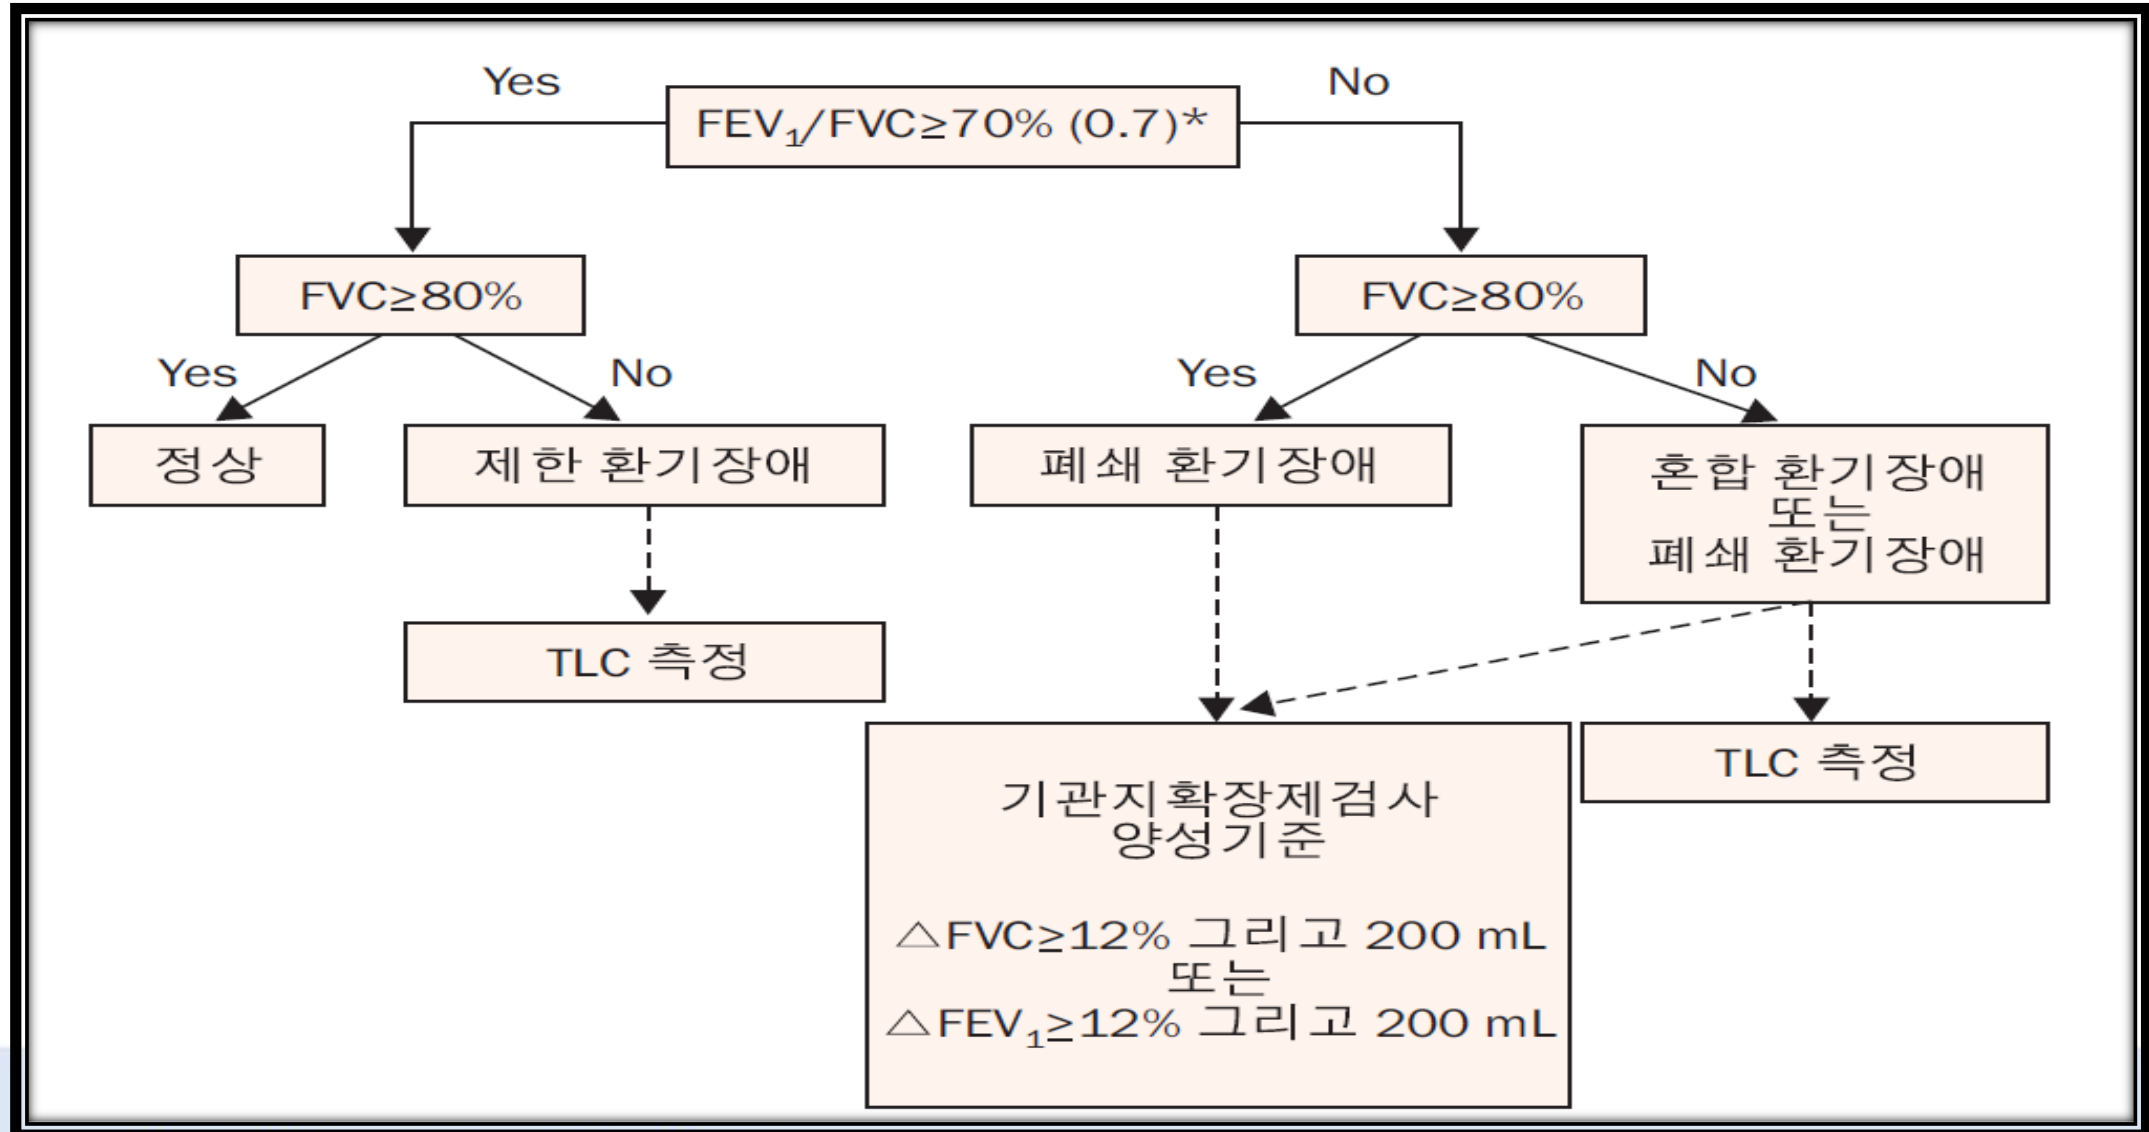 Yes
No
FEV₁/FVC≥70% (0.7)*
FVC≥80%
FVC≥80%
Yes
No
Yes
No
정상
제한 환기장애
폐쇄 환기장애
혼합 환기장애
또는
폐쇄 환기장애
TLC 측정
TLC 측정
기관지확장제검사
양성기준
△FVC≥12% 그리고 200 mL
또는
△FEV₁≥12% 그리고 200 mL